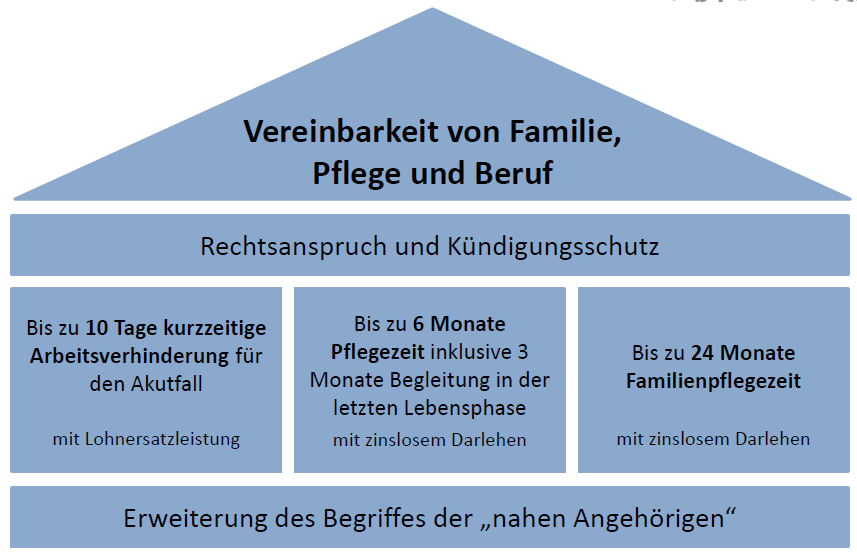 Vereinbarkeit von Familie,
Pflege und Beruf
Rechtsanspruch und Kündigungsschutz
Bis zu 10 Tage kurzzeitige
Arbeitsverhinderung für
den Akutfall
mit Lohnersatzleistung
Bis zu 6 Monate
Pflegezeit inklusive 3
Monate Begleitung in der
letzten Lebensphase
mit zinslosem Darlehen
Bis zu 24 Monate
Familienpflegezeit
mit zinslosem Darlehen
Erweiterung des Begriffes der „nahen Angehörigen“